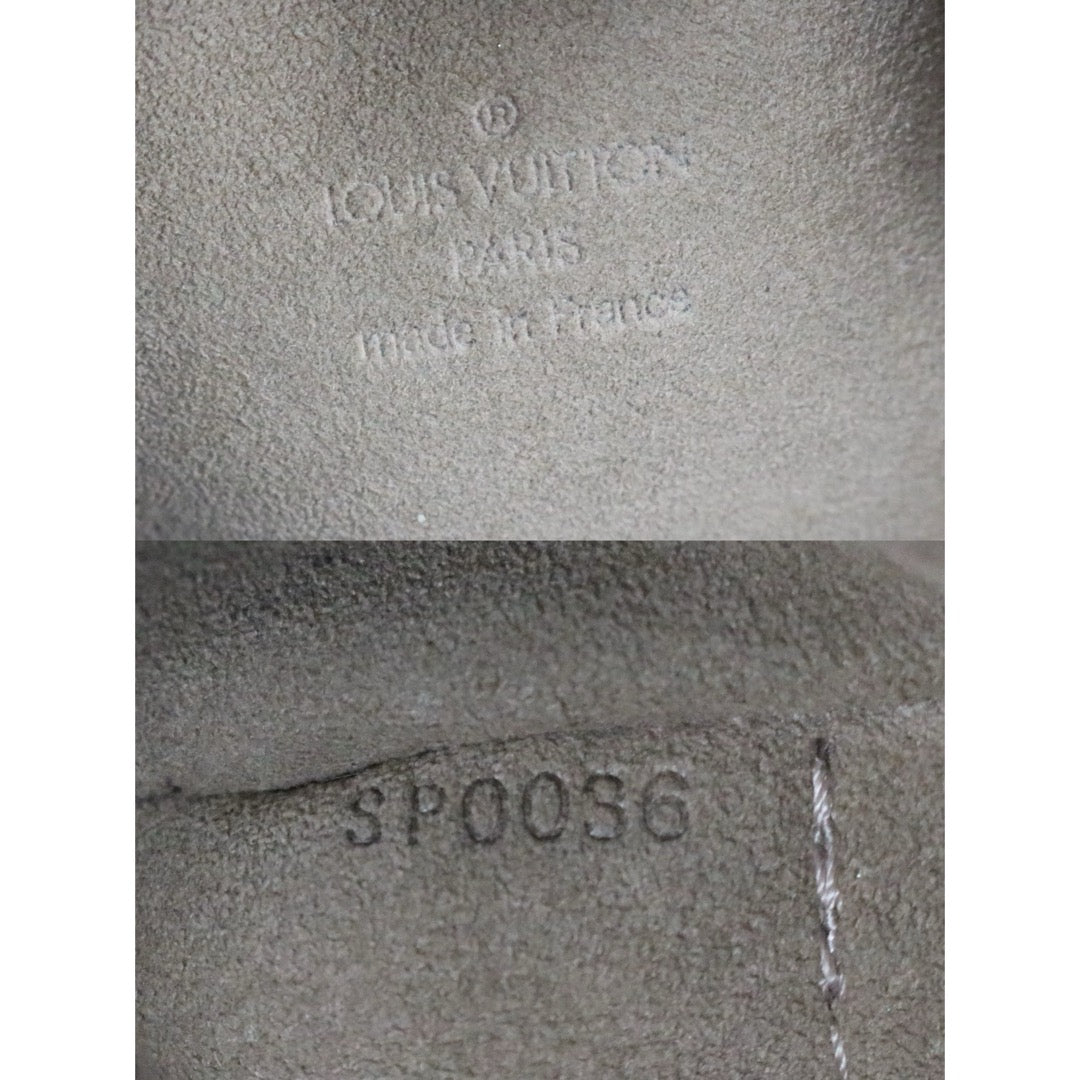 ®
LOUIS VUITTON
PARIS
made in France
SP0036